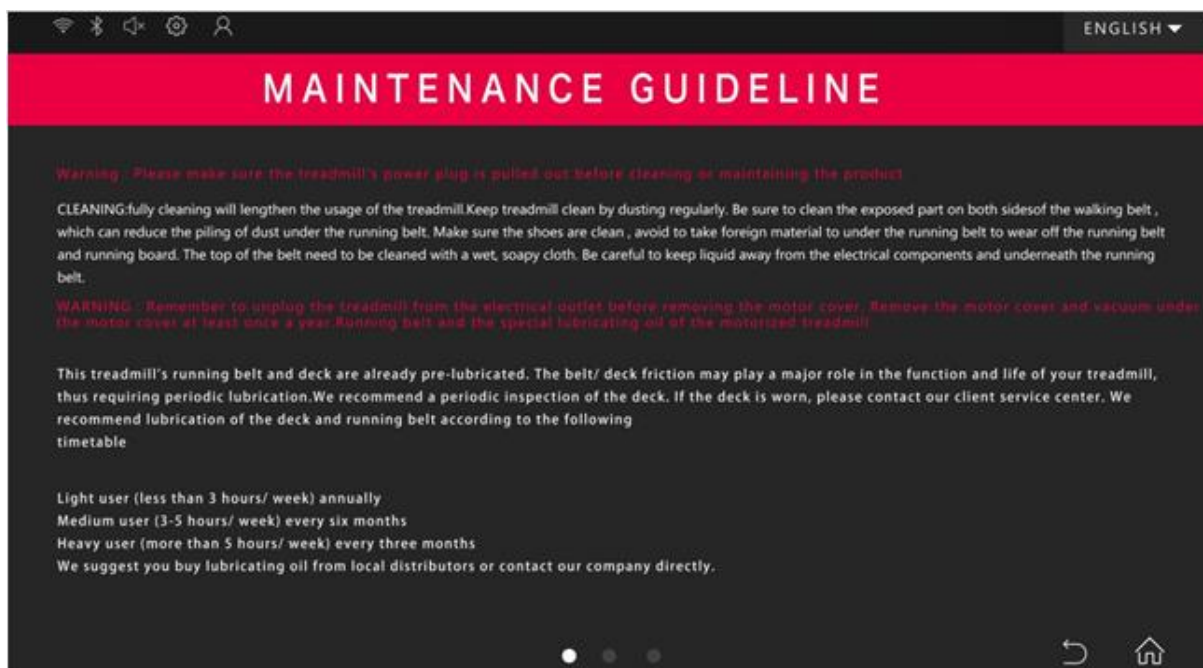 ENGLISH
MAINTENANCE GUIDELINE
Warning : Please make sure the treadmill's power plug is pulled out before cleaning or maintaining the product
CLEANING:fully cleaning will lengthen the usage of the treadmill.Keep treadmill clean by dusting regularly. Be sure to clean the exposed part on both sidesof the walking belt ,
which can reduce the piling of dust under the running belt. Make sure the shoes are clean , avoid to take foreign material to under the running belt to wear off the running belt
and running board. The top of the belt need to be cleaned with a wet, soapy cloth. Be careful to keep liquid away from the electrical components and underneath the running
belt.
WARNING : Remember to unplug the treadmill from the electrical outlet before removing the motor cover. Remove the motor cover and vacuum under
the motor cover at least once a year.Running belt and the special lubricating oil of the motorized treadmill
This treadmill's running belt and deck are already pre-lubricated. The belt/ deck friction may play a major role in the function and life of your treadmill,
thus requiring periodic lubrication.We recommend a periodic inspection of the deck. If the deck is worn, please contact our client service center. We
recommend lubrication of the deck and running belt according to the following
timetable
Light user (less than 3 hours/ week) annually
Medium user (3-5 hours/ week) every six months
Heavy user (more than 5 hours/ week) every three months
We suggest you buy lubricating oil from local distributors or contact our company directly.